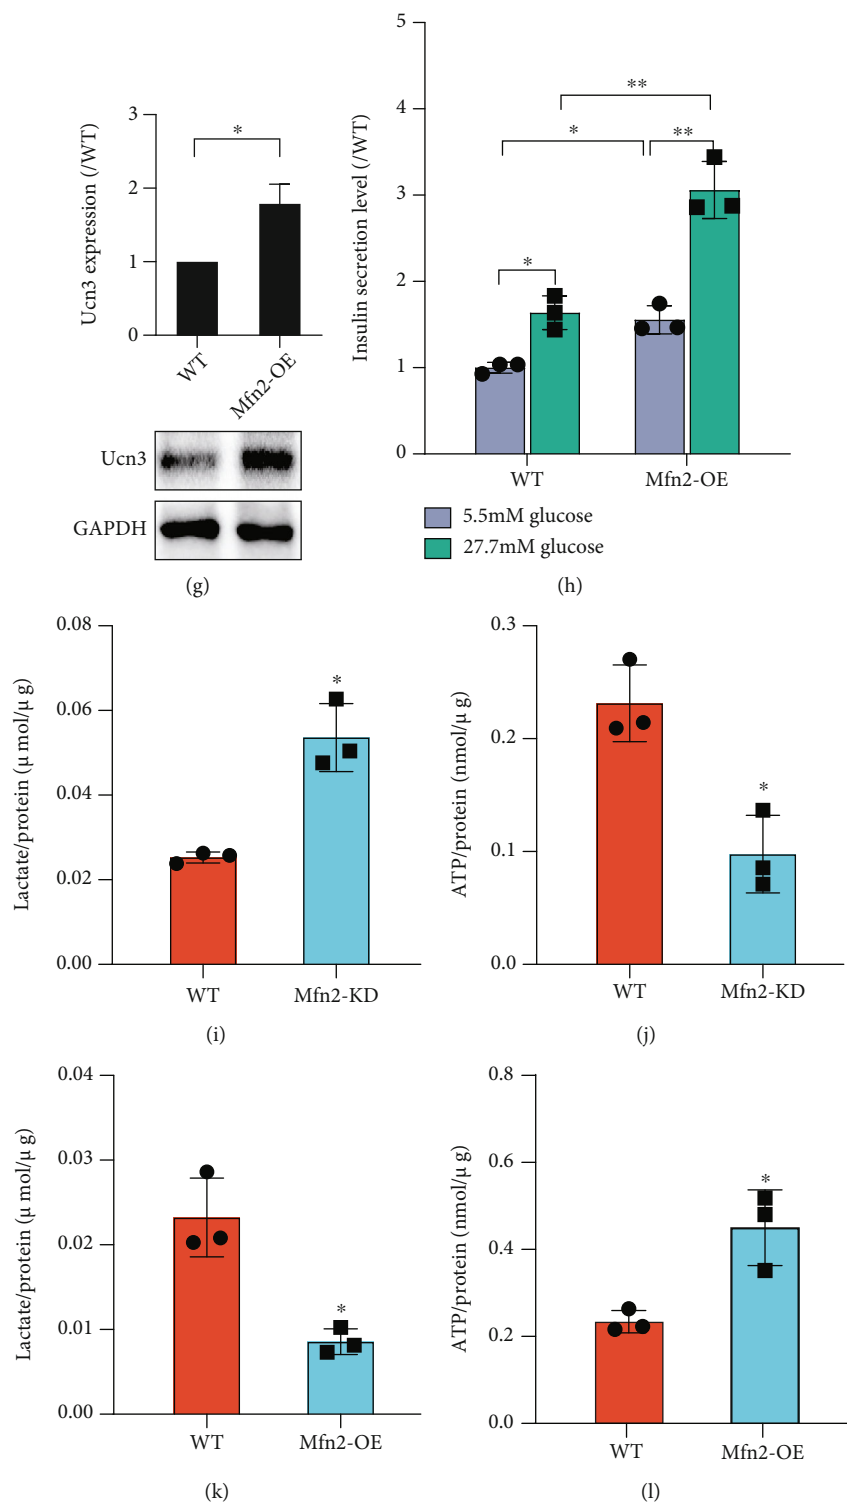 3
2
1
0
Ucn3 expression (/WT)
*
WT
Mfn2-OE
Ucn3
GAPDH
(g)
5
4
3
2
1
0
Insulin secretion level (/WT)
**
*
**
*
WT
Mfn2-OE
5.5mM glucose
27.7mM glucose
(h)
0.08
0.06
0.04
0.02
0.00
Lactate/protein (μ mol/μ g)
*
WT
Mfn2-KD
(i)
0.3
0.2
0.1
0.0
ATP/protein (nmol/μ g)
*
WT
Mfn2-KD
(j)
0.04
0.03
0.02
0.01
0.00
Lactate/protein (μ mol/μ g)
*
WT
Mfn2-OE
(k)
0.8
0.6
0.4
0.2
0.0
ATP/protein (nmol/μ g)
*
WT
Mfn2-OE
(l)